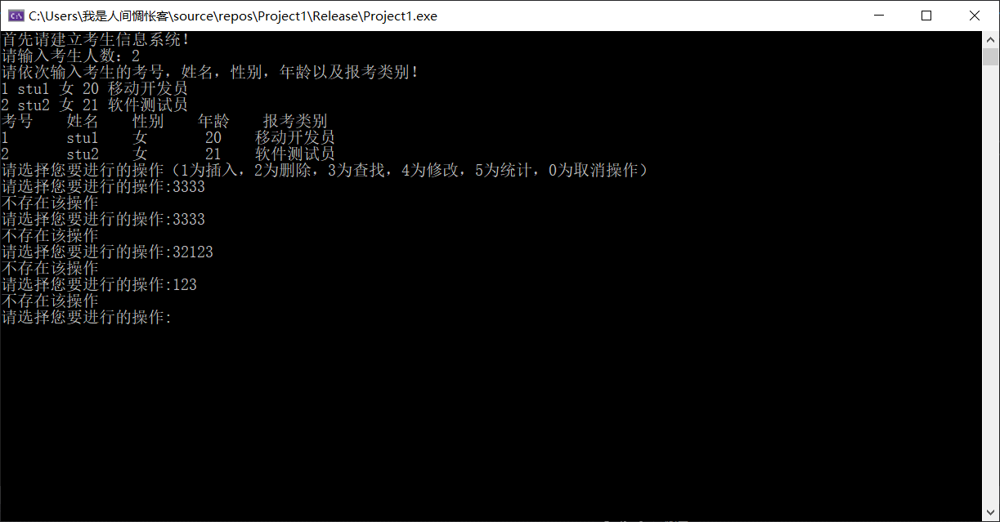 C:\Users\我是人间惆怅客\source\repos\Project1\Release\Project1.exe
首先请建立考生信息系统！
请输入考生人数：2
请依次输入考生的考号，姓名，性别，年龄以及报考类别！
1 stu1 女 20 移动开发员
2 stu2 女 21 软件测试员
考号    姓名    性别    年龄    报考类别
1       stu1    女       20    移动开发员
2       stu2    女       21    软件测试员
请选择您要进行的操作（1为插入，2为删除，3为查找，4为修改，5为统计，0为取消操作）
请选择您要进行的操作:3333
不存在该操作
请选择您要进行的操作:3333
不存在该操作
请选择您要进行的操作:32123
不存在该操作
请选择您要进行的操作:123
不存在该操作
请选择您要进行的操作: